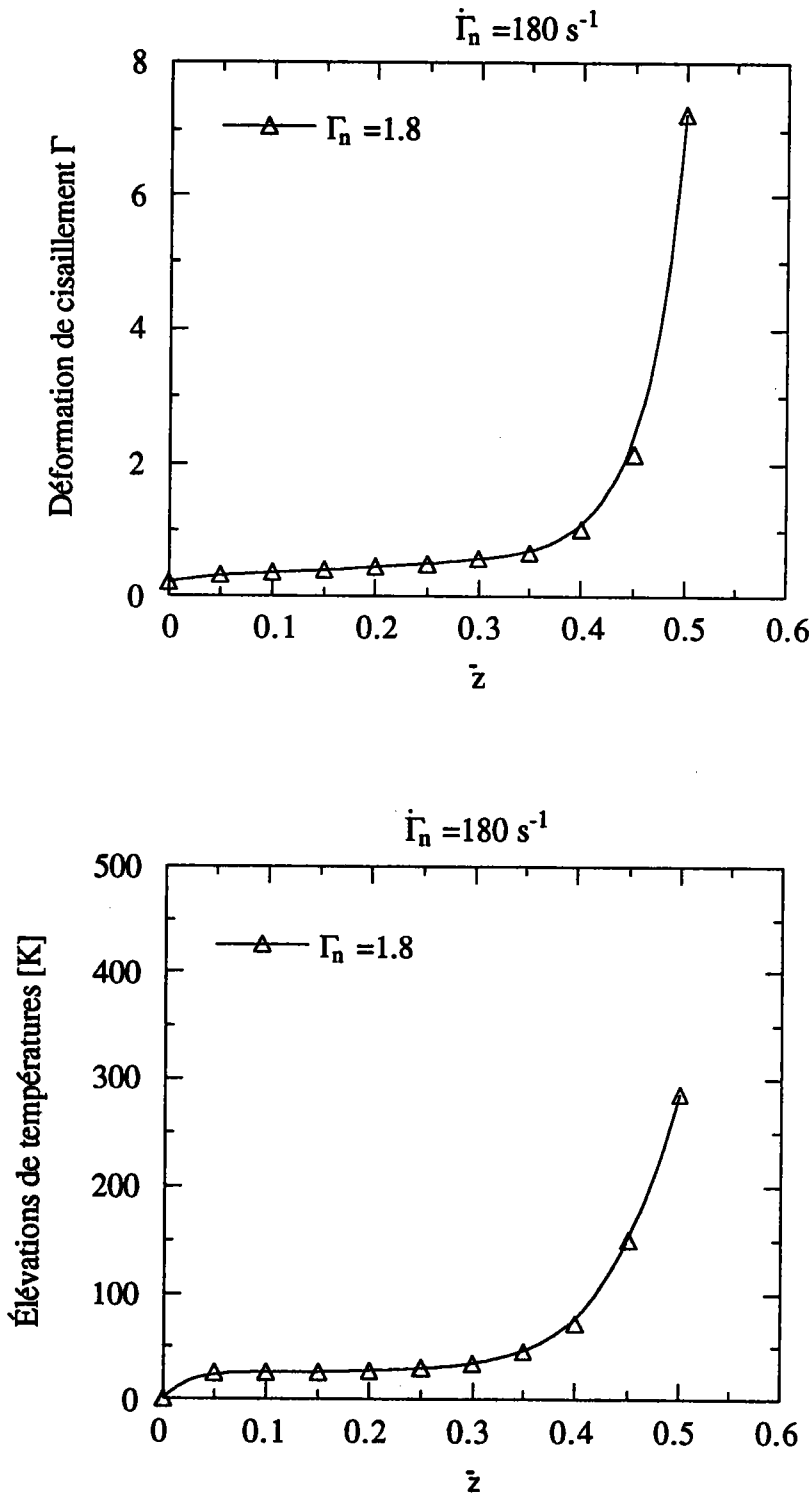 Γ̇n =180 s-1
8
6
4
2
0
Déformation de cisaillement Γ
Γn =1.8
0 0.1 0.2 0.3 0.4 0.5 0.6
z̄
Γ̇n =180 s-1
500
400
300
200
100
0
Élévations de températures [K]
Γn =1.8
0 0.1 0.2 0.3 0.4 0.5 0.6
z̄